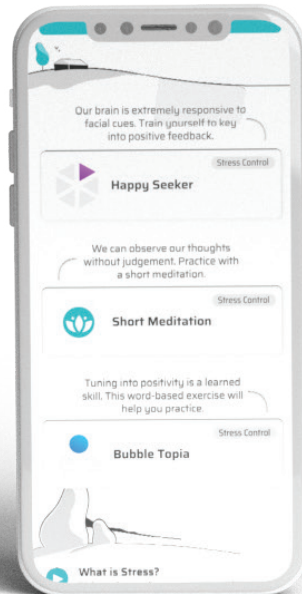 Our brain is extremely responsive to
facial cues. Train yourself to key
into positive feedback.
Stress Control
Happy Seeker
We can observe our thoughts
without judgement. Practice with
a short meditation.
Stress Control
Short Meditation
Tuning into positivity is a learned
skill. This word-based exercise will
help you practice.
Stress Control
Bubble Topia
What is Stress?